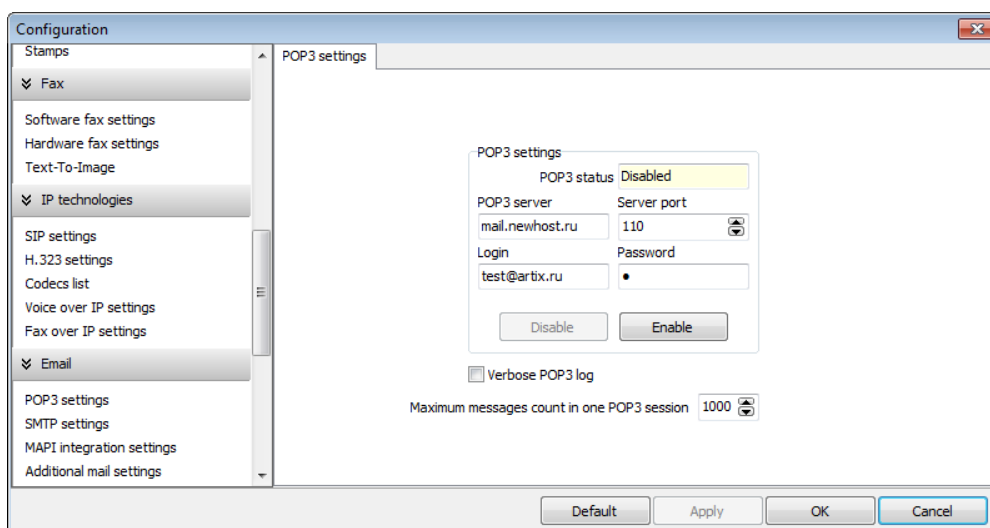 Configuration
Stamps
Fax
Software fax settings
Hardware fax settings
Text-To-Image
IP technologies
SIP settings
H.323 settings
Codecs list
Voice over IP settings
Fax over IP settings
Email
POP3 settings
SMTP settings
MAPI integration settings
Additional mail settings
POP3 settings
POP3 settings
POP3 status Disabled
POP3 server Server port
mail.newhost.ru 110
Login Password
test@artix.ru •
Disable Enable
Verbose POP3 log
Maximum messages count in one POP3 session 1000
Default Apply OK Cancel